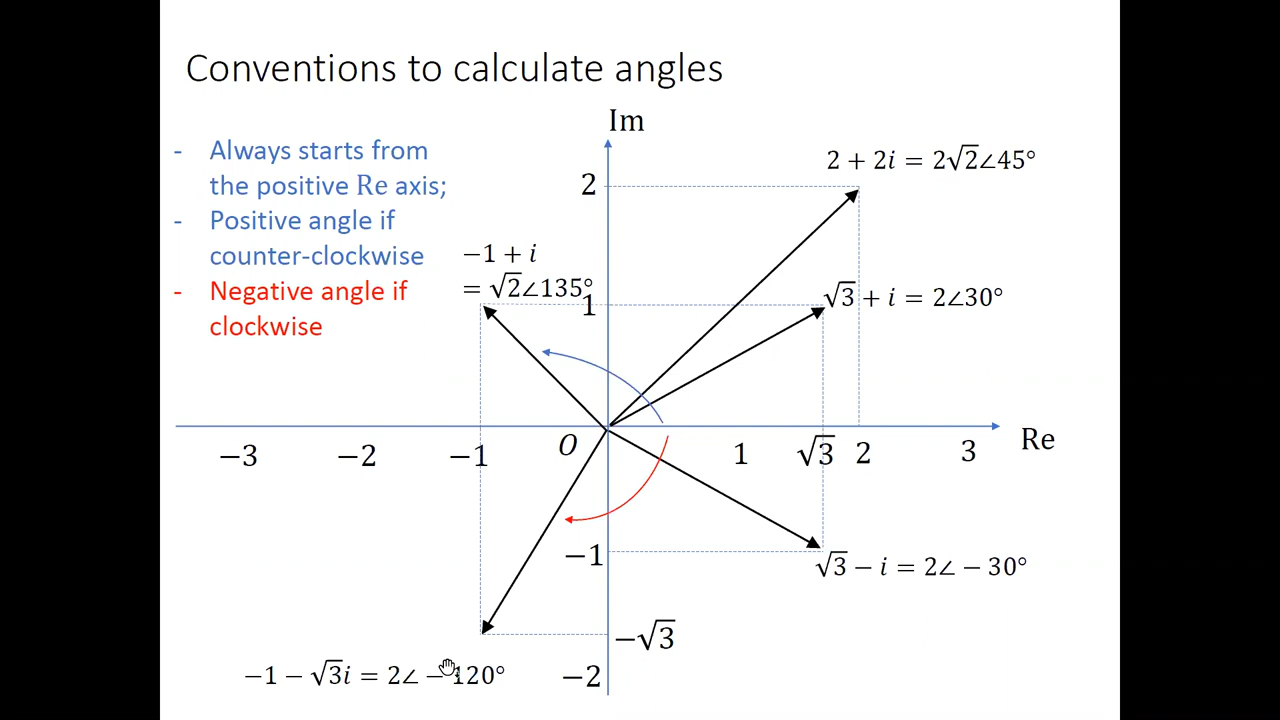 Conventions to calculate angles
- Always starts from
the positive Re axis;
- Positive angle if
counter-clockwise
- Negative angle if
clockwise
Im
2 + 2i = 2√2∠45°
2
−1 + i
= √2∠135°
1
√3 + i = 2∠30°
−3
−2
−1
O
1
√3
2
3
Re
−1
√3 − i = 2∠ − 30°
−√3
−1 − √3i = 2∠ − 120°
−2